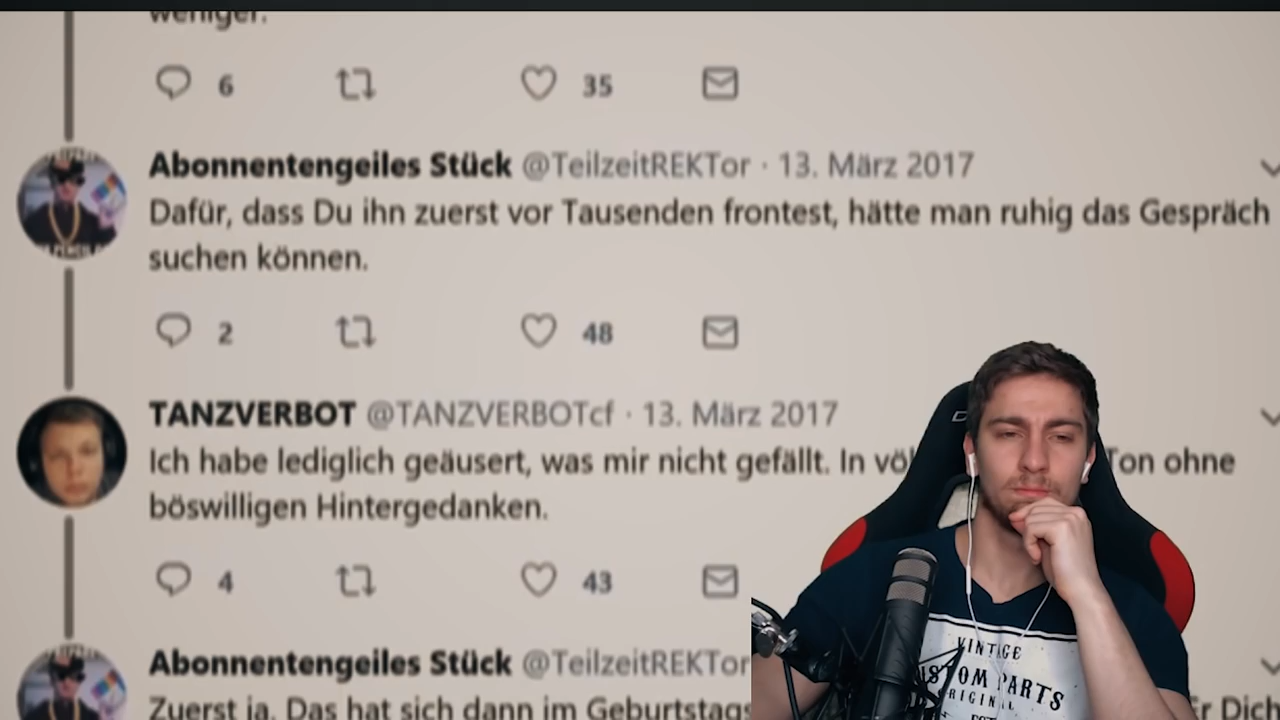 weniger.
6 35
Abonnentengeiles Stück @TeilzeitREKTor · 13. März 2017
Dafür, dass Du ihn zuerst vor Tausenden frontest, hätte man ruhig das Gespräch
suchen können.
2 48
TANZVERBOT @TANZVERBOTcf · 13. März 2017
Ich habe lediglich geäusert, was mir nicht gefällt. In Ton ohne
böswilligen Hintergedanken.
4 43
Abonnentengeiles Stück @TeilzeitREKTor
Zuerst ja. Das hat sich dann im Er Dich
VINTAGE
PARTS